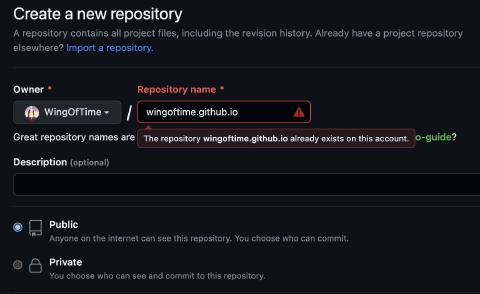 Create a new repository
A repository contains all project files, including the revision history. Already have a project repository
elsewhere? Import a repository.
Owner * Repository name *
WingOfTime / wingoftime.github.io
Great repository names are o-guide?
The repository wingoftime.github.io already exists on this account.
Description (optional)
Public
Anyone on the internet can see this repository. You choose who can commit.
Private
You choose who can see and commit to this repository.